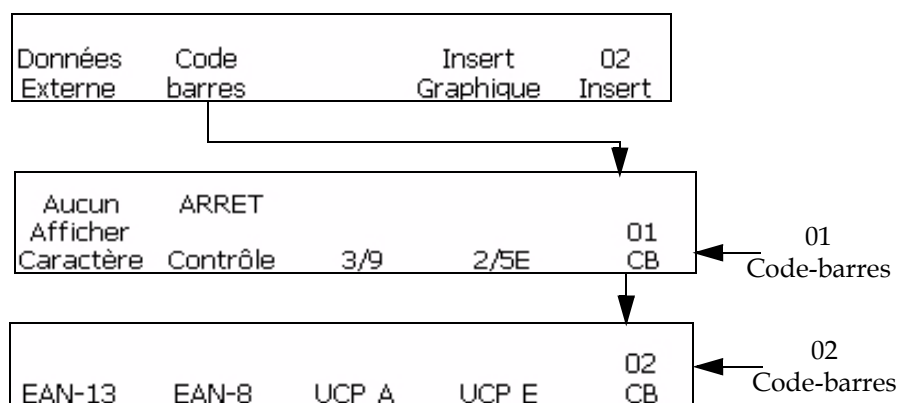 Données Code Insert 02
Externe barres Graphique Insert
Aucun ARRET
Afficher 01
Caractère Contrôle 3/9 2/5E CB
01
Code-barres
02
EAN-13 EAN-8 UCP A UCP E CB
02
Code-barres